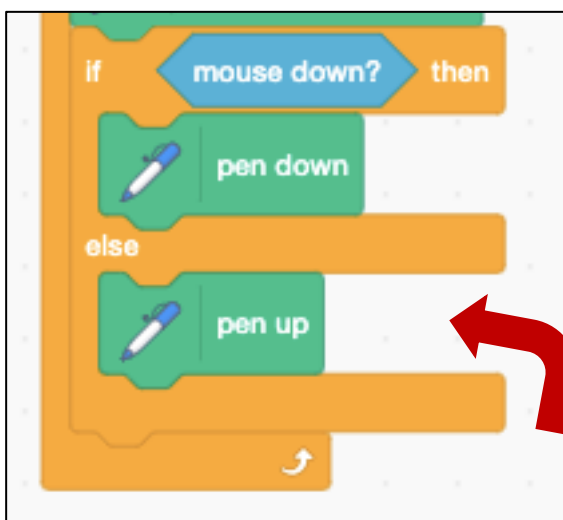 if mouse down? then
pen down
else
pen up